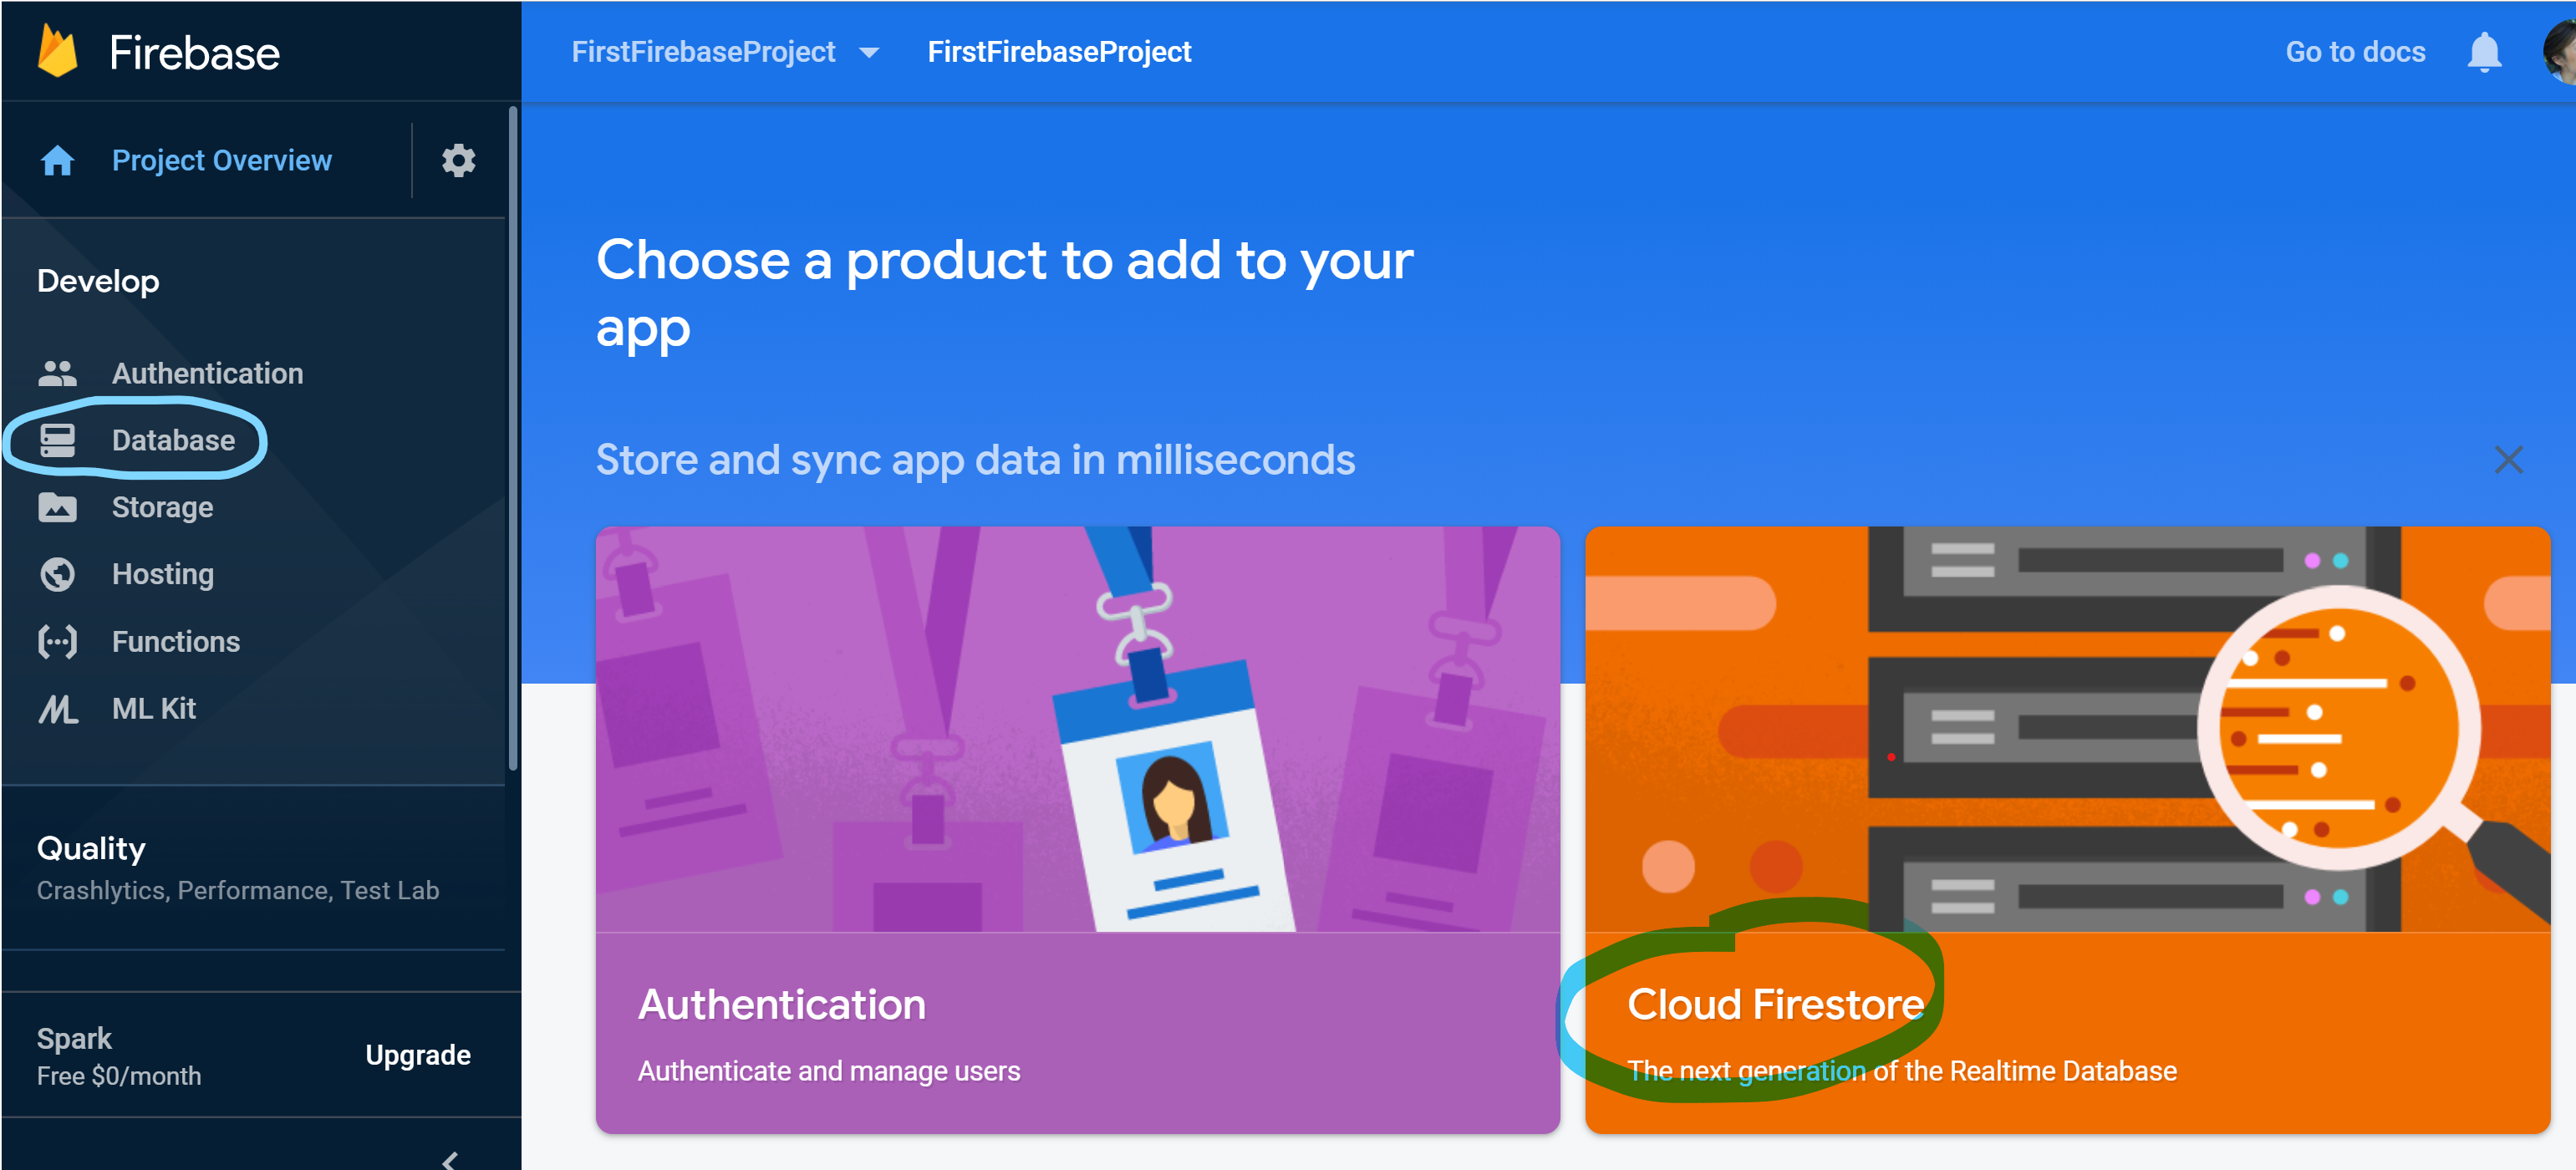 Firebase
FirstFirebaseProject
FirstFirebaseProject
Go to docs
Project Overview
Develop
Authentication
Database
Storage
Hosting
Functions
ML Kit
Quality
Crashlytics, Performance, Test Lab
Spark
Free $0/month
Upgrade
Choose a product to add to your
app
Store and sync app data in milliseconds
Authentication
Authenticate and manage users
Cloud Firestore
The next generation of the Realtime Database